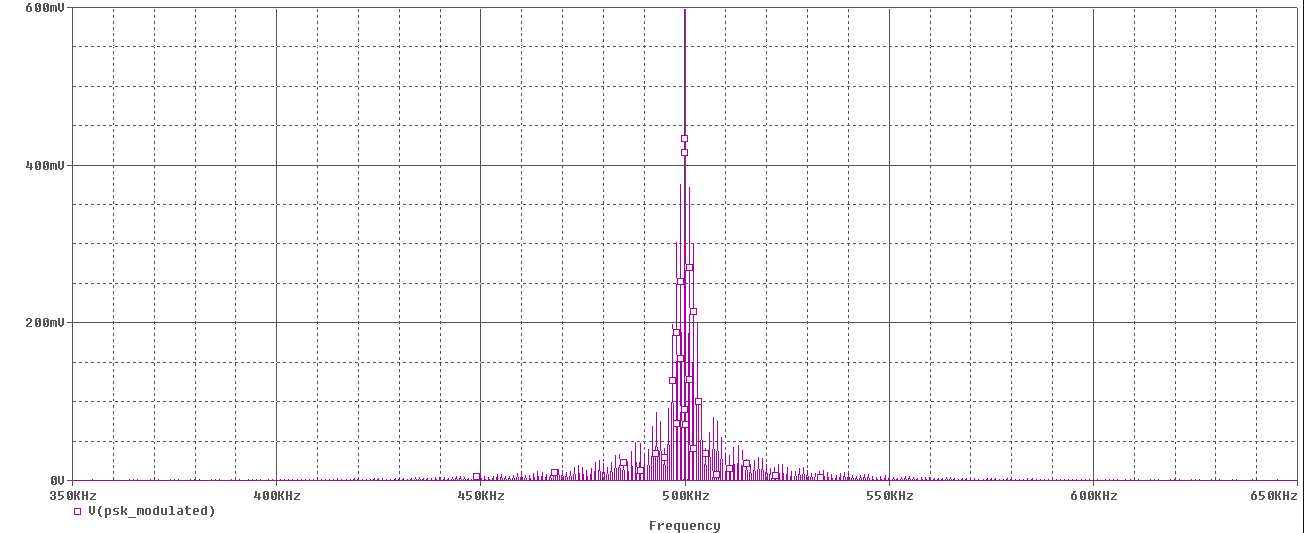 600mV
400mV
200mV
0V
350KHz 400KHz 450KHz 500KHz 550KHz 600KHz 650KHz
V(psk_modulated)
Frequency